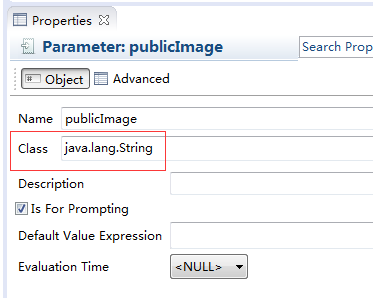 Properties
Parameter: publicImage
Search Prop
Object
Advanced
Name publicImage
Class java.lang.String
Description
Is For Prompting
Default Value Expression
Evaluation Time <NULL>